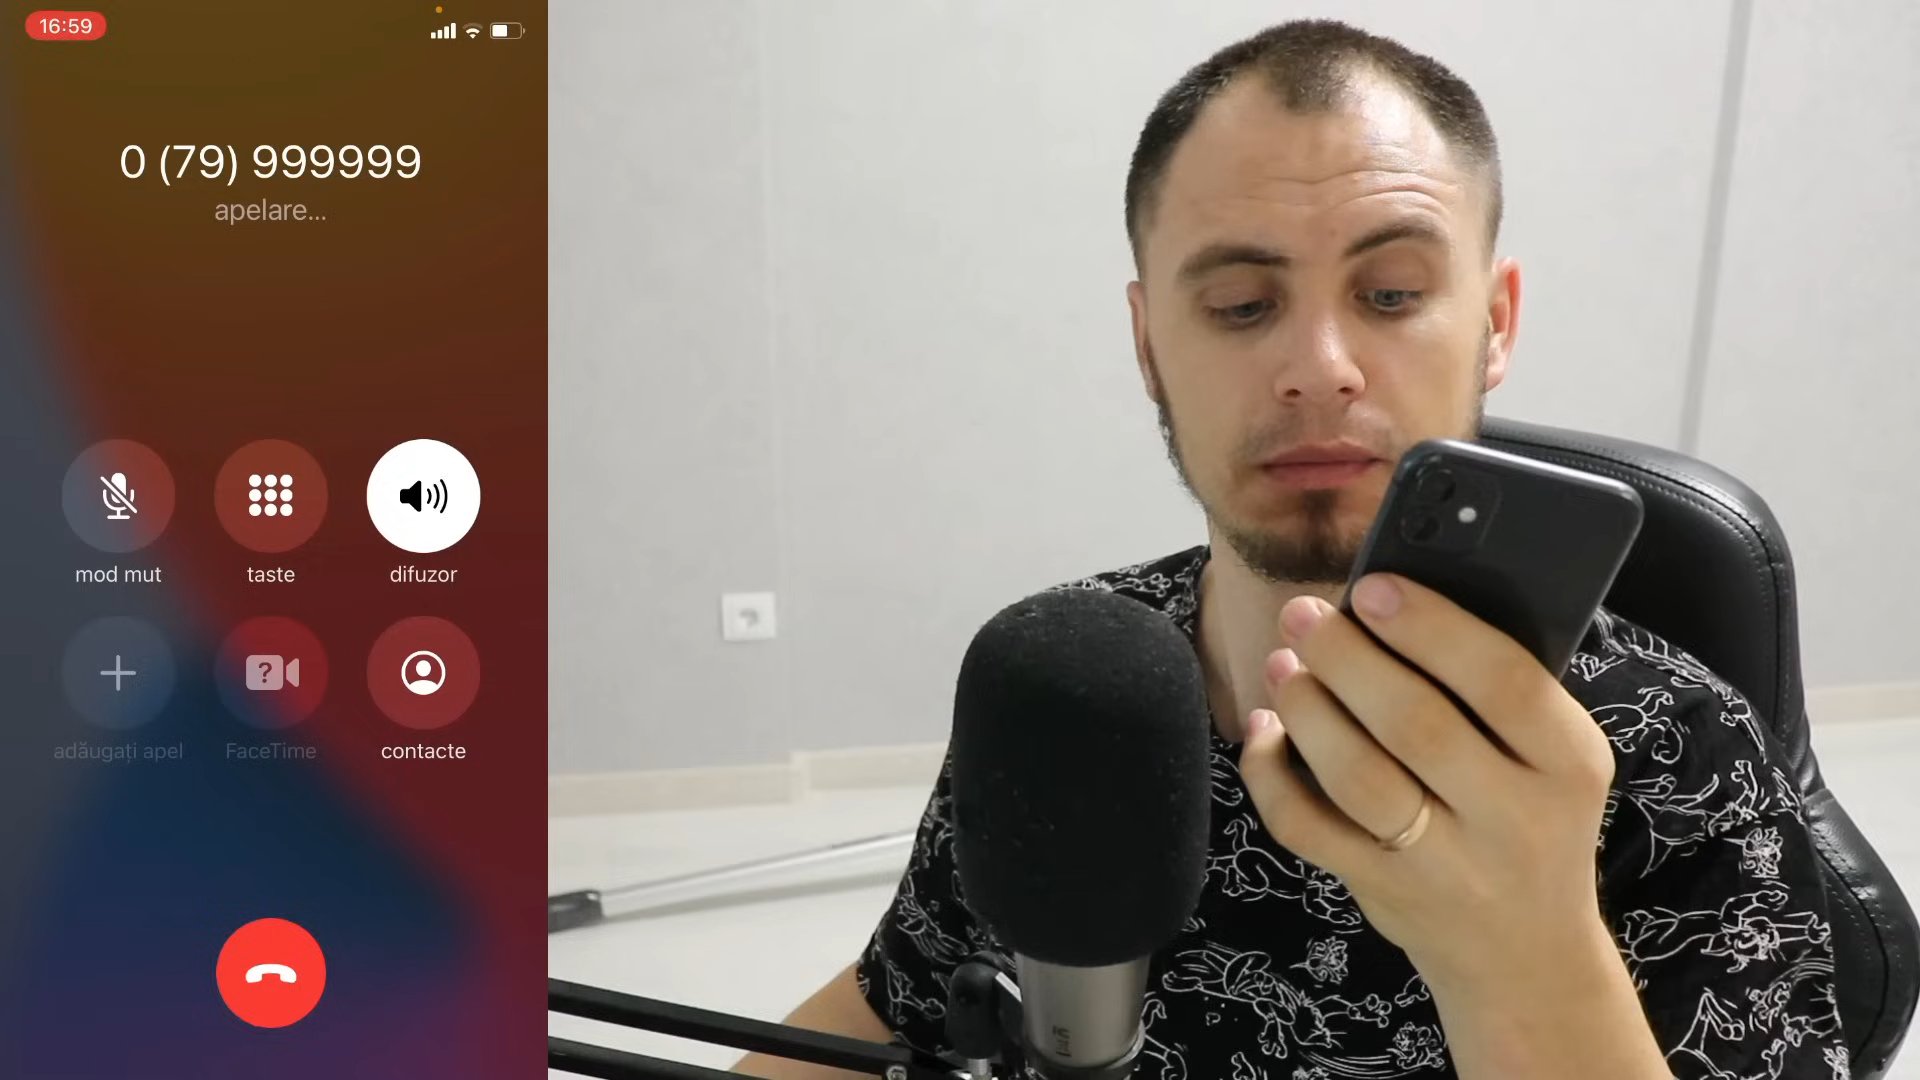 16:59
0 (79) 999999
apelare...
mod mut
taste
difuzor
adăugați apel
FaceTime
contacte